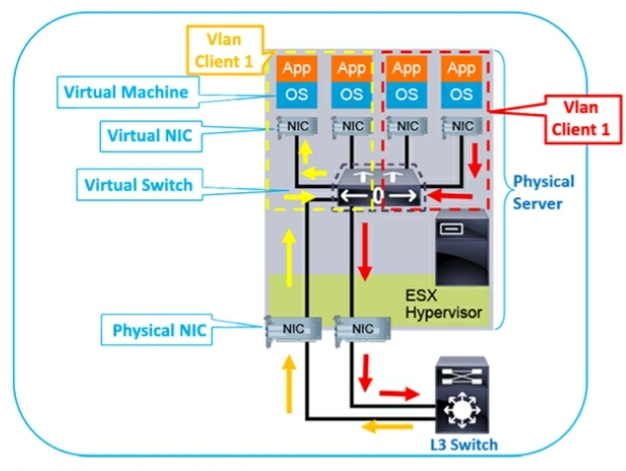 Vlan
Client 1
App App App App
OS OS OS OS
Virtual Machine
Vlan
Client 1
Virtual NIC
NIC NIC NIC NIC
Virtual Switch
Physical
Server
ESX
Hypervisor
Physical NIC
NIC NIC
L3 Switch